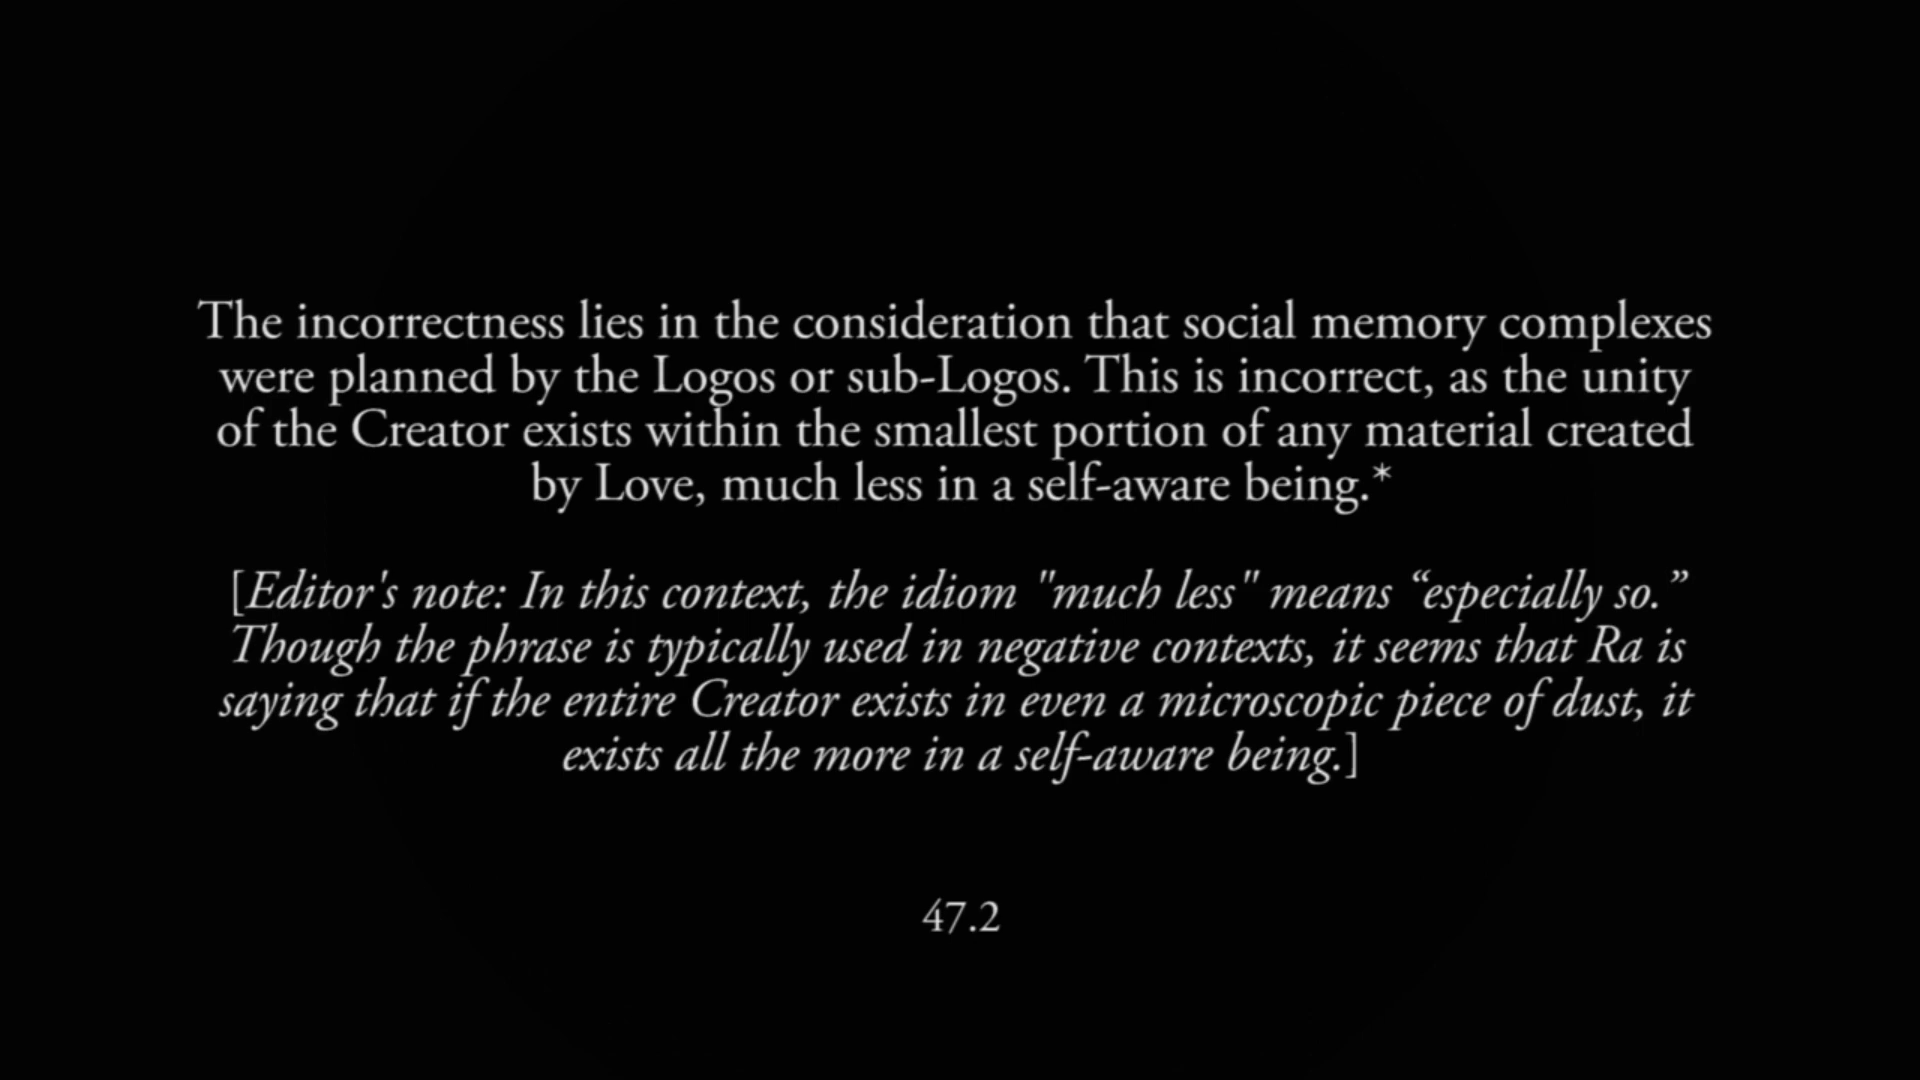 The incorrectness lies in the consideration that social memory complexes
were planned by the Logos or sub-Logos. This is incorrect, as the unity
of the Creator exists within the smallest portion of any material created
by Love, much less in a self-aware being.*
[Editor's note: In this context, the idiom "much less" means “especially so.”
Though the phrase is typically used in negative contexts, it seems that Ra is
saying that if the entire Creator exists in even a microscopic piece of dust, it
exists all the more in a self-aware being.]
47.2